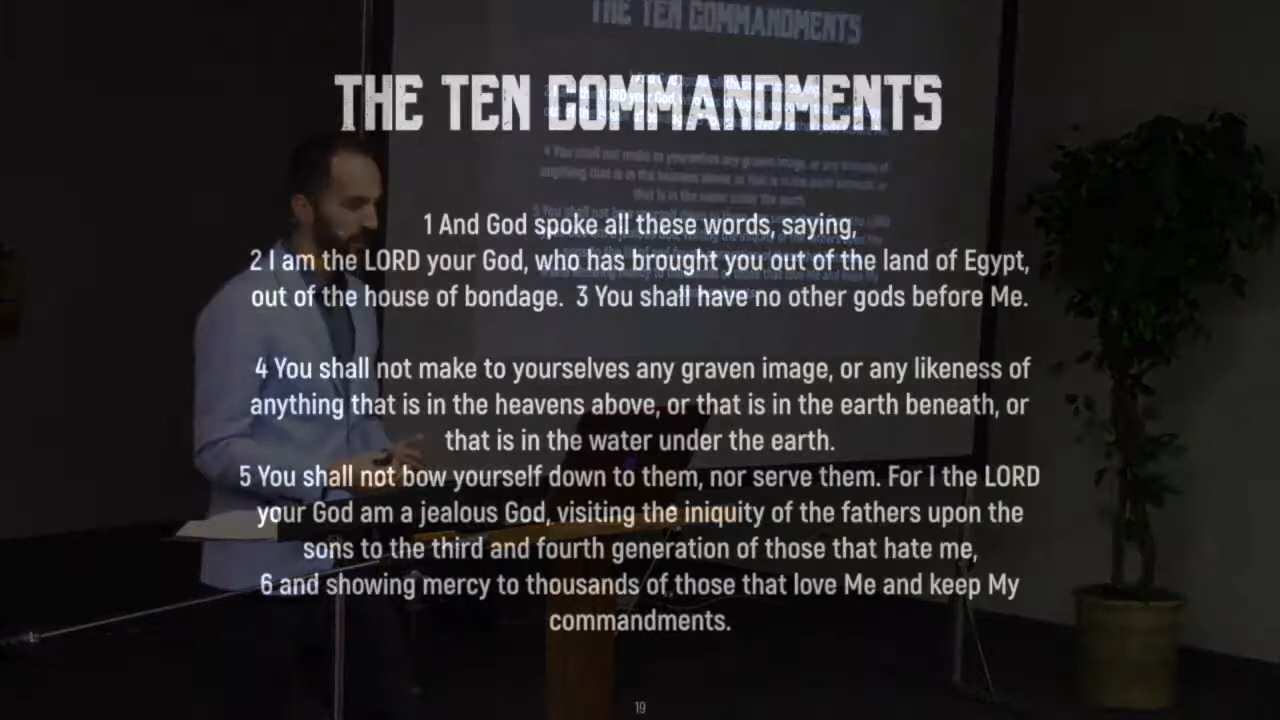 THE TEN COMMANDMENTS
THE TEN COMMANDMENTS
1 And God spoke all these words, saying,
2 I am the LORD your God, who has brought you out of the land of Egypt,
out of the house of bondage. 3 You shall have no other gods before Me.
4 You shall not make to yourselves any graven image, or any likeness of
anything that is in the heavens above, or that is in the earth beneath, or
that is in the water under the earth.
5 You shall not bow yourself down to them, nor serve them. For I the LORD
your God am a jealous God, visiting the iniquity of the fathers upon the
sons to the third and fourth generation of those that hate me,
6 and showing mercy to thousands of those that love Me and keep My
commandments.
19